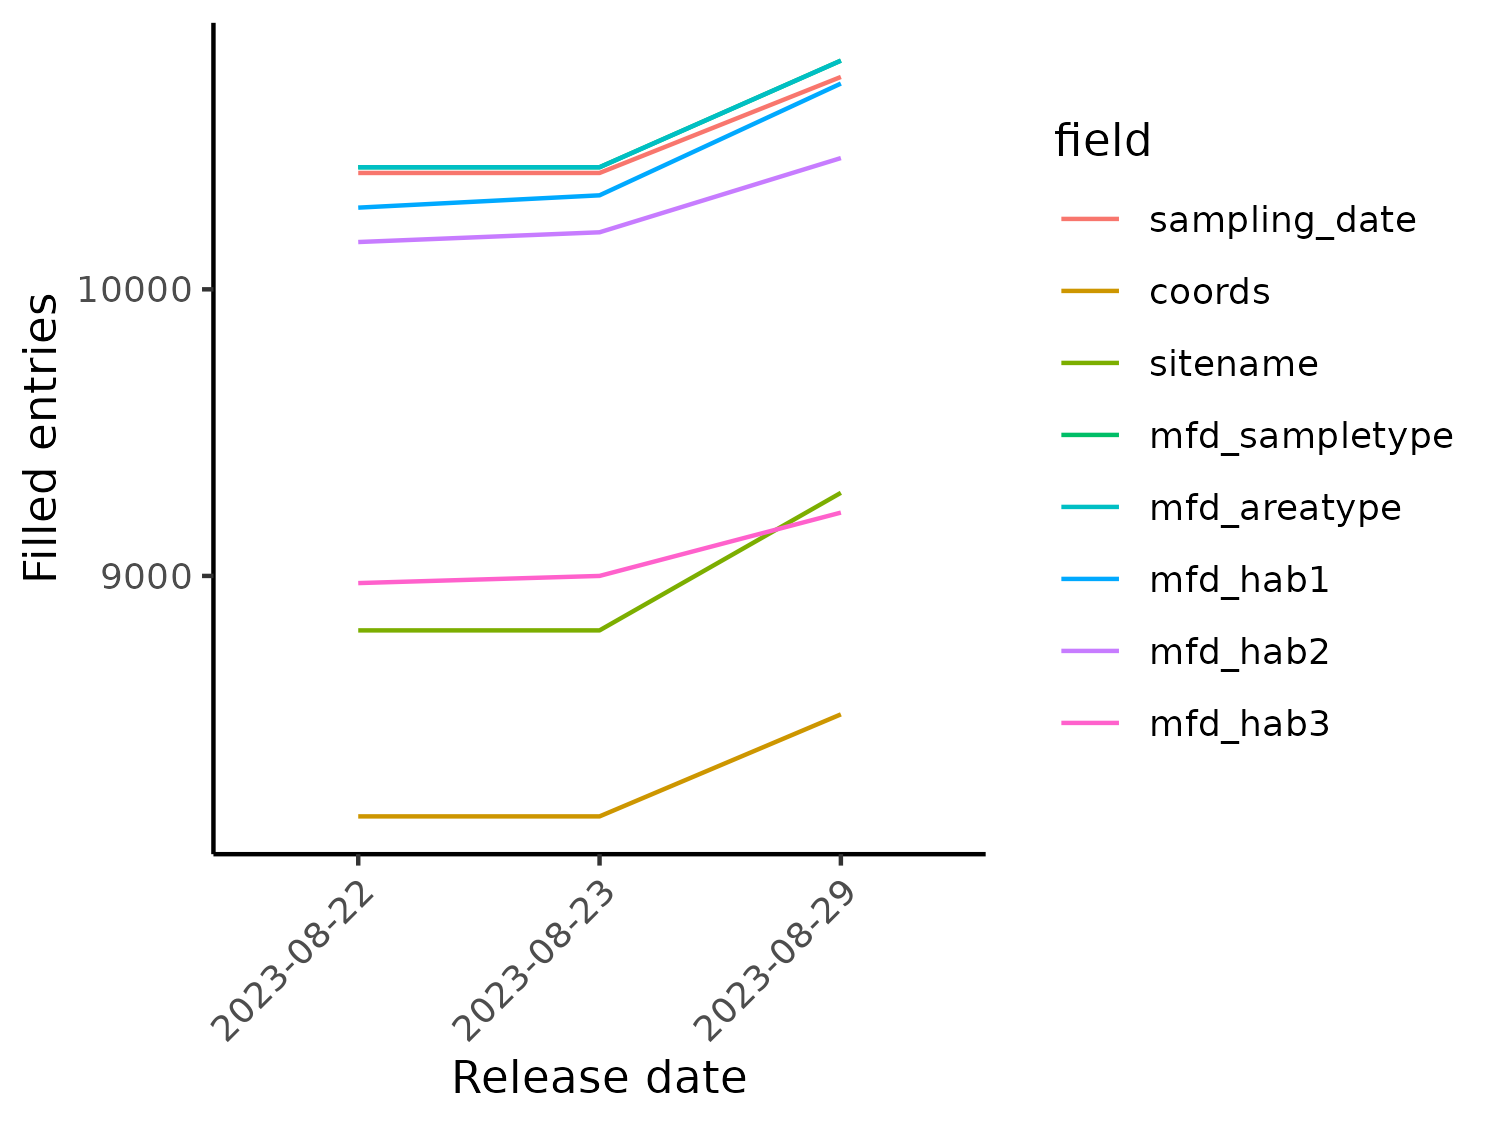 Filled entries
10000
9000
2023-08-22
2023-08-23
2023-08-29
Release date
field
sampling_date
coords
sitename
mfd_sampletype
mfd_areatype
mfd_hab1
mfd_hab2
mfd_hab3